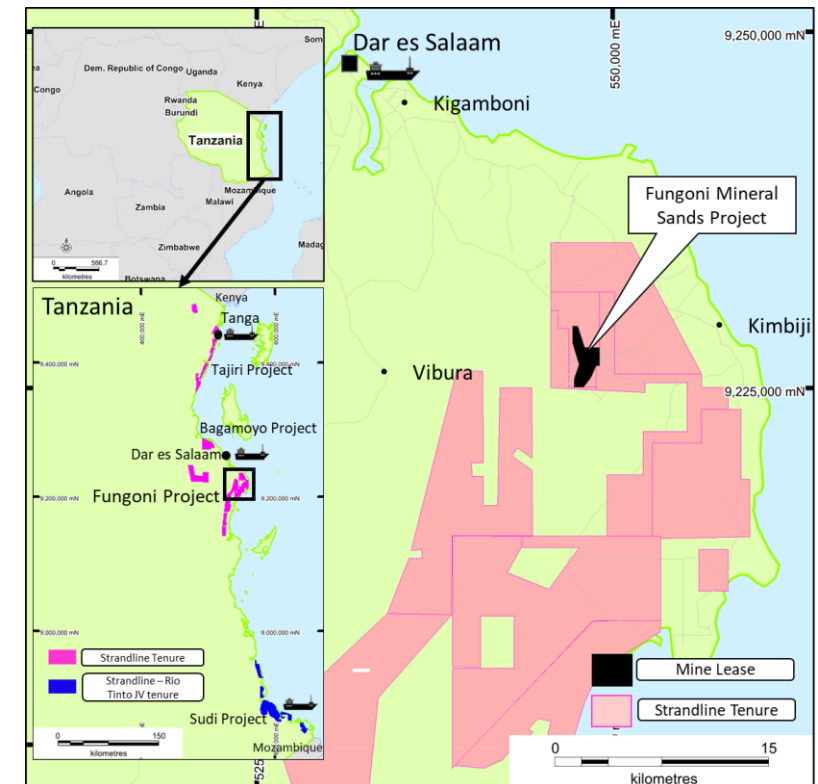 Som
Dem. Republic of Congo
Uganda
Congo
Kenya
Rwanda
Burundi
Tanzania
Angola
Zambia
Malawi
Mozambique
Zimbabwe
Madag
Botswana
0 586.7
kilometres
Tanzania
Kenya
400,000 mE
Tanga
9,400,000 mN
Tajiri Project
Bagamoyo Project
Dar es Salaam
Fungoni Project
9,200,000 mN
9,200,000 mN
9,000,000 mN
9,000,000 mN
Strandline Tenure
Strandline – Rio
Tinto JV tenure
Sudi Project
Mozambique
0 150
kilometres
Dar es Salaam
Kigamboni
550,000 mE
9,250,000 mN
Fungoni Mineral
Sands Project
Kimbiji
Vibura
9,225,000 mN
Mine Lease
Strandline Tenure
0 15
kilometres
525